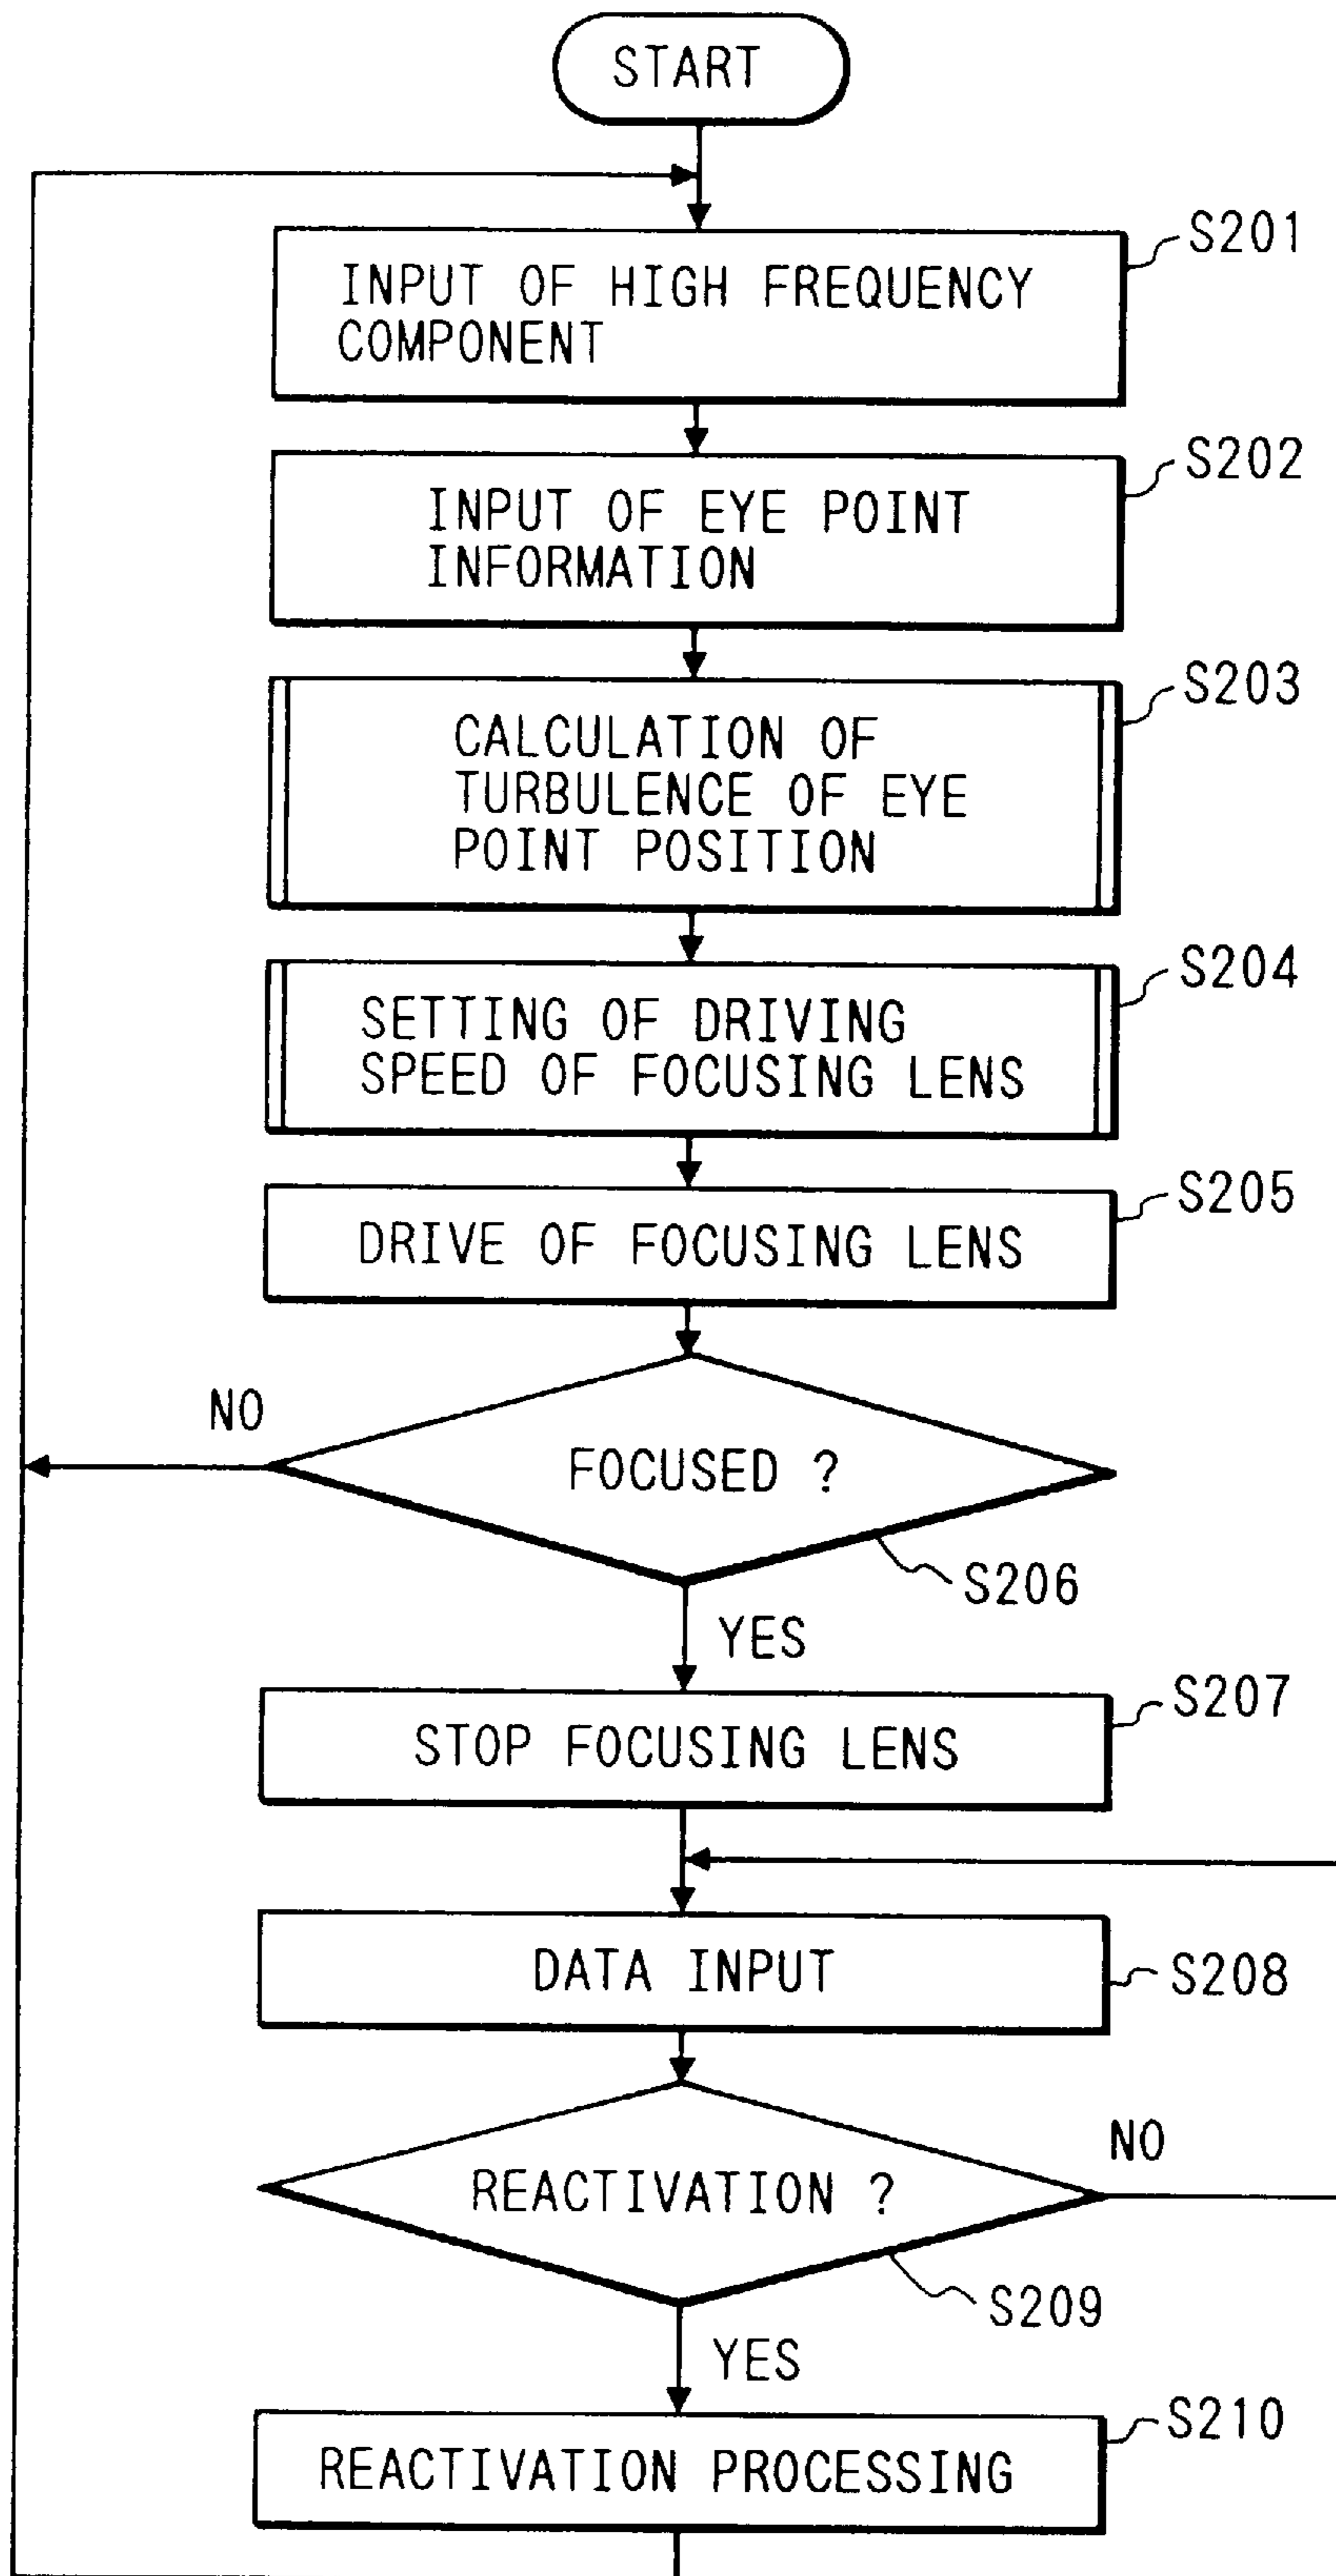 START
S201
INPUT OF HIGH FREQUENCY
COMPONENT
S202
INPUT OF EYE POINT
INFORMATION
S203
CALCULATION OF
TURBULENCE OF EYE
POINT POSITION
S204
SETTING OF DRIVING
SPEED OF FOCUSING LENS
S205
DRIVE OF FOCUSING LENS
NO
FOCUSED ?
S206
YES
S207
STOP FOCUSING LENS
DATA INPUT
S208
NO
REACTIVATION ?
S209
YES
S210
REACTIVATION PROCESSING